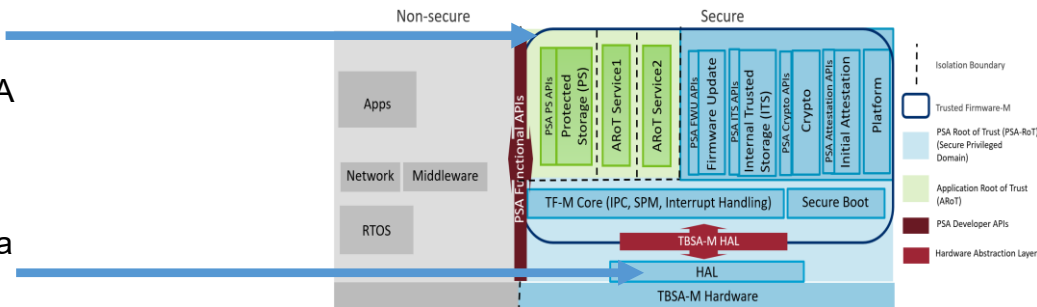 Non-secure
Secure
A
a
Apps
Network
Middleware
RTOS
PSA Functional APIs
PSA PS APIs
Protected
Storage (PS)
ARoT Service1
ARoT Service2
PSA FWU APIs
Firmware Update
PSA ITS APIs
Internal Trusted
Storage (ITS)
PSA Crypto APIs
Crypto
PSA Attestation APIs
Initial Attestation
Platform
TF-M Core (IPC, SPM, Interrupt Handling)
Secure Boot
TBSA-M HAL
HAL
TBSA-M Hardware
Isolation Boundary
Trusted Firmware-M
PSA Root of Trust (PSA-RoT)
(Secure Privileged
Domain)
Application Root of Trust
(ARoT)
PSA Developer APIs
Hardware Abstraction Layer